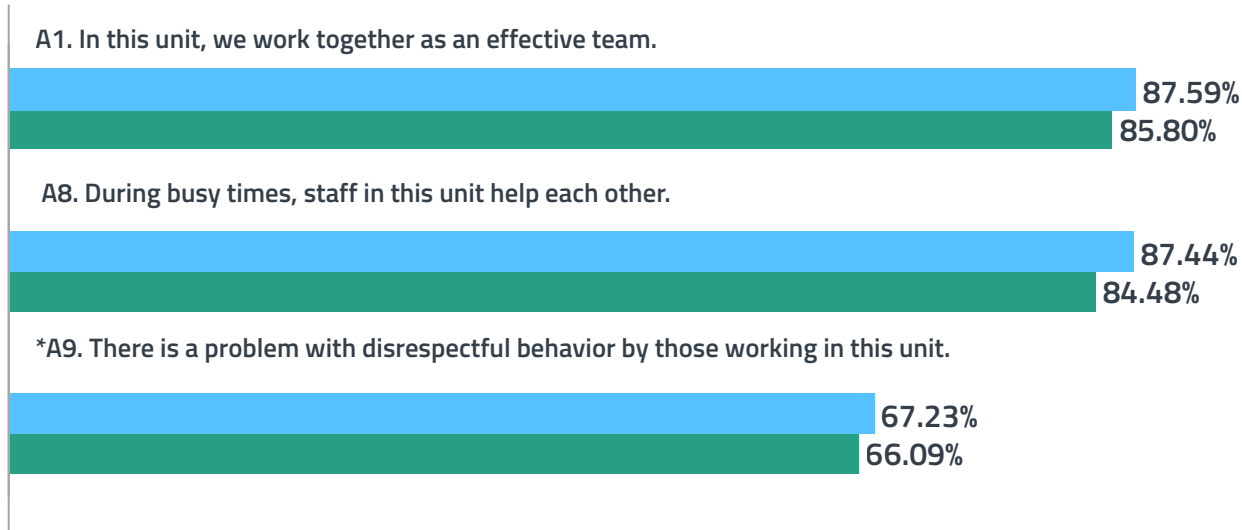 A1. In this unit, we work together as an effective team.
87.59%
85.80%
A8. During busy times, staff in this unit help each other.
87.44%
84.48%
*A9. There is a problem with disrespectful behavior by those working in this unit.
67.23%
66.09%